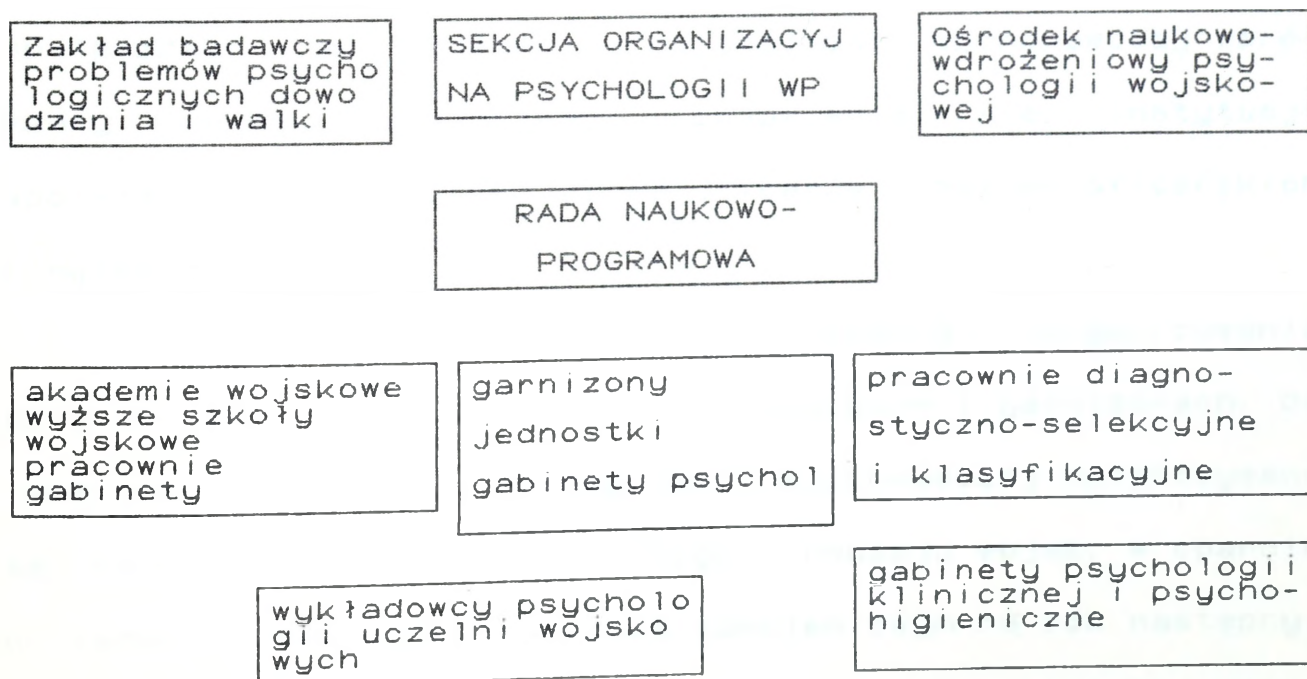 Zakład badawczy
problemów psycho
logicznych dowo
dzenia i walki
SEKCJA ORGANIZACYJ
NA PSYCHOLOGII WP
Ośrodek naukowo-
wdrożeniowy psy-
chologii wojsko-
wej
RADA NAUKOWO-
PROGRAMOWA
akademie wojskowe
wyższe szkoły
wojskowe
pracownie
gabinety
garnizony
jednostki
gabinety psychol
pracownie diagno-
styczno-selekcyjne
i klasyfikacyjne
wykładowcy psycholo
gii uczelni wojsko
wych
gabinety psychologii
klinicznej i psycho-
higieniczne